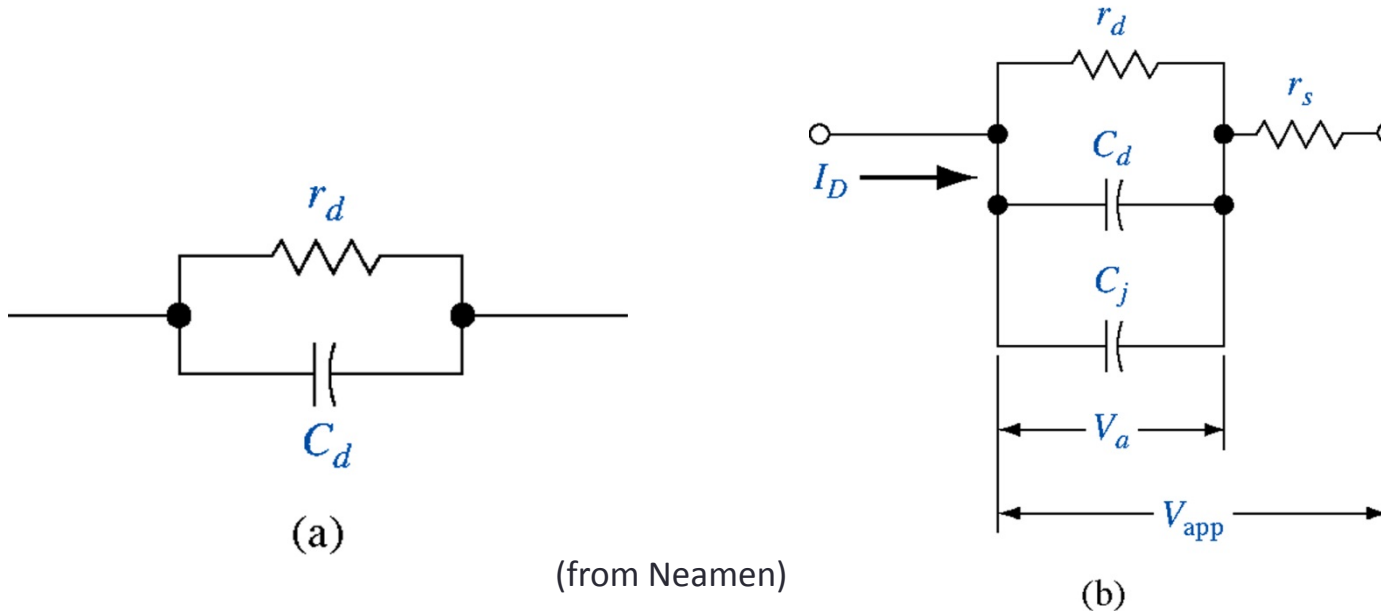 r_d
C_d
(a)
(from Neamen)
r_d
r_s
C_d
I_D
C_j
V_a
V_app
(b)